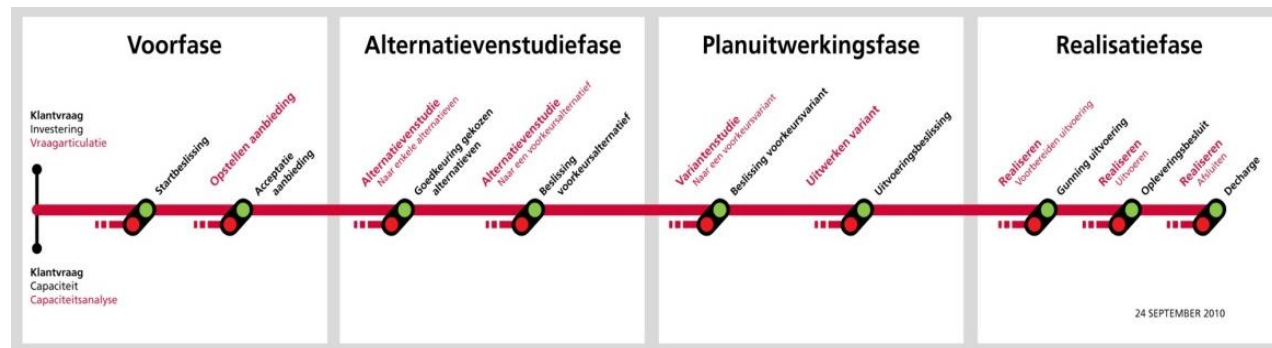 Voorfase
Klantvraag
Investering
Vraagarticulatie
Startbeslissing
Opstellen aanbieding
Acceptatie
aanbieding
Klantvraag
Capaciteit
Capaciteitsanalyse
Alternatievenstudiefase
Alternatievenstudie
Naar enkele alternatieven
Goedkeuring gekozen
alternatieven
Alternatievenstudie
Naar een voorkeursalternatief
Beslissing
voorkeursalternatief
Planuitwerkingsfase
Variantenstudie
Naar een voorkeursvariant
Beslissing voorkeursvariant
Uitwerken variant
Uitvoeringsbeslissing
Realisatiefase
Realiseren
Voorbereiden uitvoering
Gunning uitvoering
Realiseren
Uitvoeren
Opleveringsbesluit
Realiseren
Afsluiten
Decharge
24 SEPTEMBER 2010